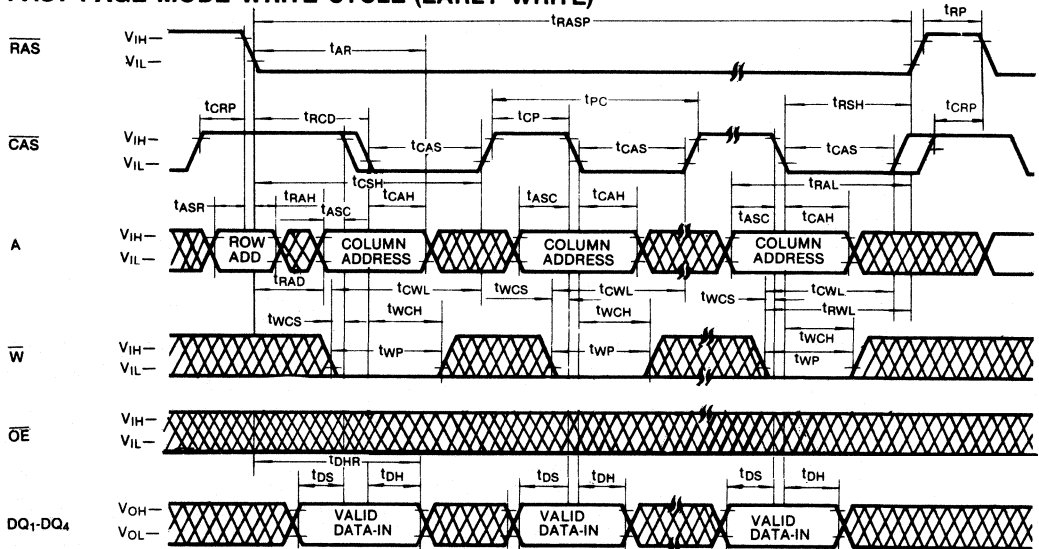 FAST PAGE MODE WRITE CYCLE (EARLY WRITE)
tRASP
tRP
RAS
VIH
VIL
tAR
tCRP
tRCD
tPC
tCP
tRSH
tCRP
CAS
VIH
VIL
tCAS
tCAS
tCAS
tCSH
tRAL
tASR
tRAH
tASC
tCAH
tASC
tCAH
tASC
tCAH
A
VIH
VIL
ROW ADD
COLUMN ADDRESS
COLUMN ADDRESS
COLUMN ADDRESS
tRAD
tCWL
tWCS
tCWL
tWCS
tCWL
tWCS
tWCH
tWCH
tRWL
tWCH
W
VIH
VIL
tWP
tWP
tWP
OE
VIH
VIL
tDHR
tDS
tDH
tDS
tDH
tDS
tDH
DQ1-DQ4
VOH
VOL
VALID DATA-IN
VALID DATA-IN
VALID DATA-IN